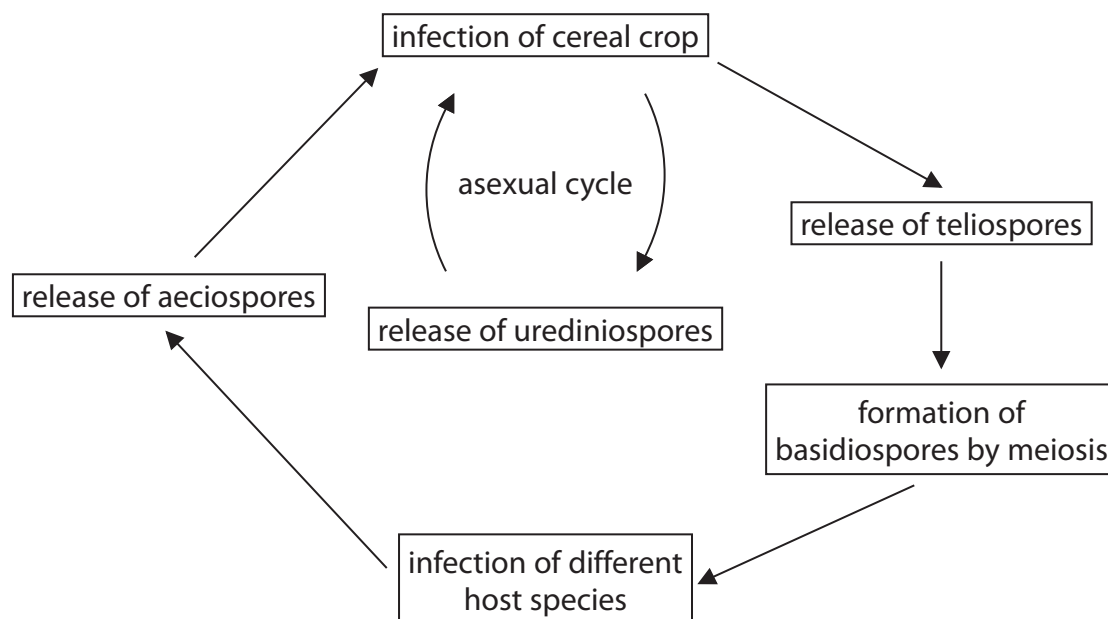 infection of cereal crop
asexual cycle
release of teliospores
release of aeciospores
release of urediniospores
formation of
basidiospores by meiosis
infection of different
host species